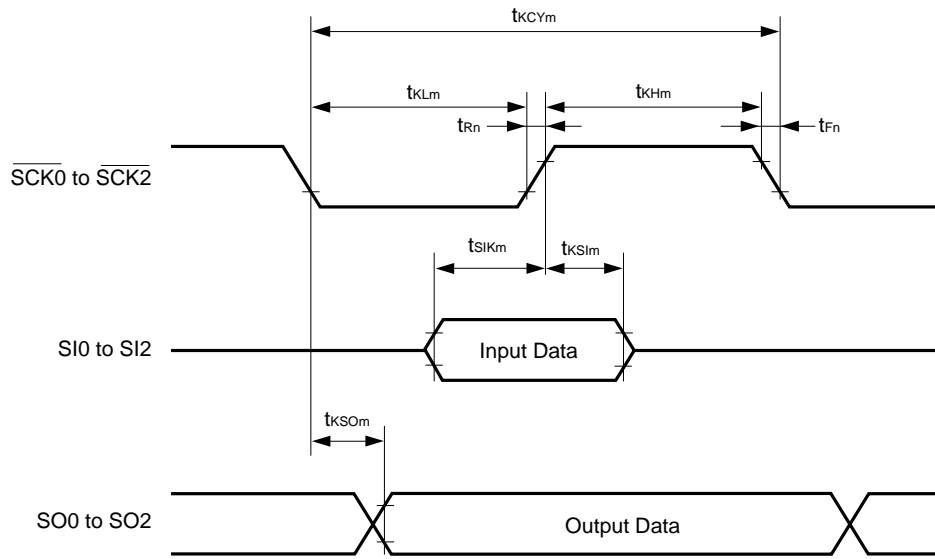 tKCYm
tKLm
tKHm
tRn
tFn
SCK0 to SCK2
tSIKm
tKSIm
SI0 to SI2
Input Data
tKSOm
SO0 to SO2
Output Data